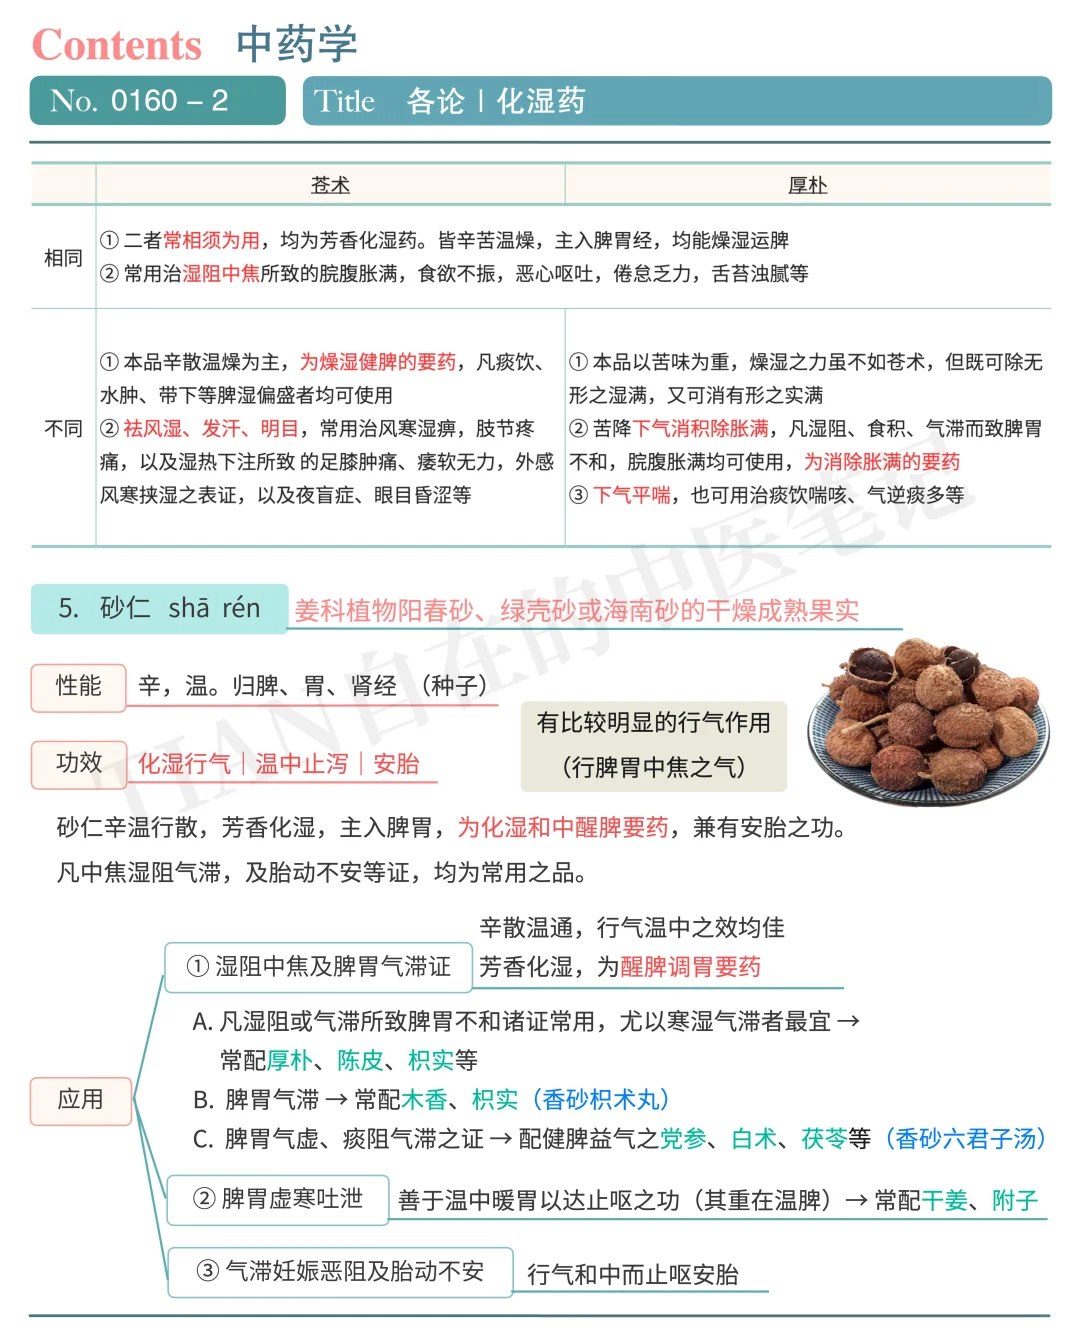 Contents 中药学
No. 0160 – 2
Title 各论 | 化湿药
苍术 厚朴
相同
① 二者常相须为用，均为芳香化湿药。皆辛苦温燥，主入脾胃经，均能燥湿运脾
② 常用治湿阻中焦所致的脘腹胀满，食欲不振，恶心呕吐，倦怠乏力，舌苔浊腻等
不同
① 本品辛散温燥为主，为燥湿健脾的要药，凡痰饮、
水肿、带下等脾湿偏盛者均可使用
② 祛风湿、发汗、明目，常用治风寒湿痹，肢节疼
痛，以及湿热下注所致 的足膝肿痛、痿软无力，外感
风寒挟湿之表证，以及夜盲症、眼目昏涩等
① 本品以苦味为重，燥湿之力虽不如苍术，但既可除无
形之湿满，又可消有形之实满
② 苦降下气消积除胀满，凡湿阻、食积、气滞而致脾胃
不和，脘腹胀满均可使用，为消除胀满的要药
③ 下气平喘，也可用治痰饮喘咳、气逆痰多等
5. 砂仁 shā rén 姜科植物阳春砂、绿壳砂或海南砂的干燥成熟果实
性能 辛，温。归脾、胃、肾经 （种子）
功效 化湿行气｜温中止泻｜安胎
有比较明显的行气作用
（行脾胃中焦之气）
砂仁辛温行散，芳香化湿，主入脾胃，为化湿和中醒脾要药，兼有安胎之功。
凡中焦湿阻气滞，及胎动不安等证，均为常用之品。
应用
① 湿阻中焦及脾胃气滞证
辛散温通，行气温中之效均佳
芳香化湿，为醒脾调胃要药
A. 凡湿阻或气滞所致脾胃不和诸证常用，尤以寒湿气滞者最宜 →
常配厚朴、陈皮、枳实等
B. 脾胃气滞 → 常配木香、枳实（香砂枳术丸）
C. 脾胃气虚、痰阻气滞之证 → 配健脾益气之党参、白术、茯苓等（香砂六君子汤）
② 脾胃虚寒吐泄 善于温中暖胃以达止呕之功（其重在温脾）→ 常配干姜、附子
③ 气滞妊娠恶阻及胎动不安 行气和中而止呕安胎
TIAN自在的中医笔记